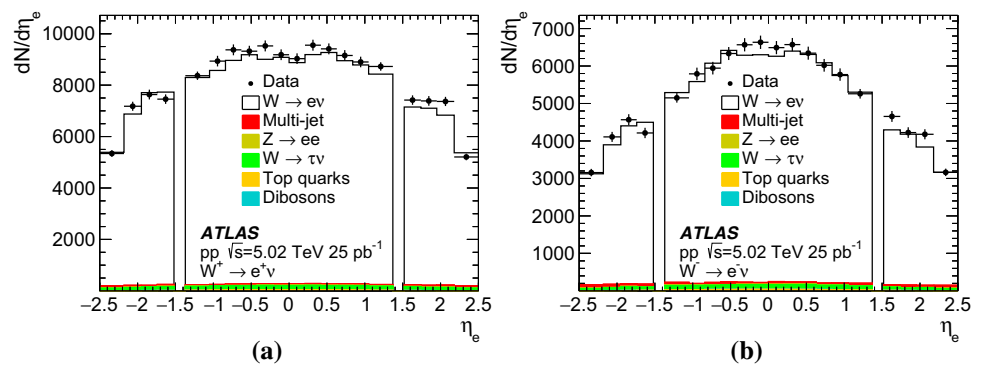 dN/dηe
10000
8000
6000
4000
2000
Data
W → eν
Multi-jet
Z → ee
W → τν
Top quarks
Dibosons
ATLAS
pp √s=5.02 TeV 25 pb⁻¹
W⁺ → e⁺ν
−2.5 −2 −1.5 −1 −0.5 0 0.5 1 1.5 2 2.5
ηe
(a)
dN/dηe
7000
6000
5000
4000
3000
2000
1000
Data
W → eν
Multi-jet
Z → ee
W → τν
Top quarks
Dibosons
ATLAS
pp √s=5.02 TeV 25 pb⁻¹
W⁻ → e⁻ν
−2.5 −2 −1.5 −1 −0.5 0 0.5 1 1.5 2 2.5
ηe
(b)